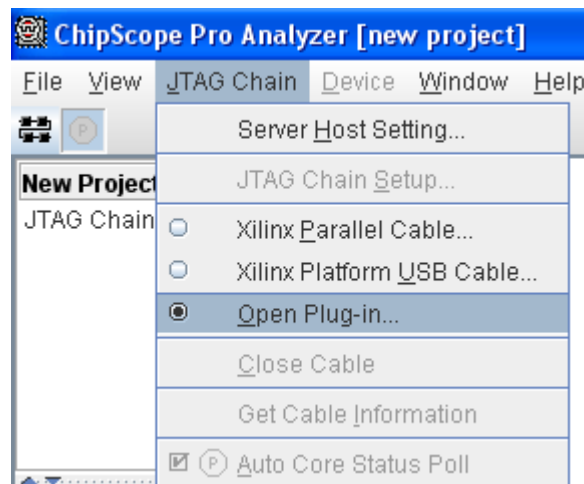 ChipScope Pro Analyzer [new project]
File View JTAG Chain Device Window Help
P
Server Host Setting...
New Project
JTAG Chain Setup...
JTAG Chain
Xilinx Parallel Cable...
Xilinx Platform USB Cable...
Open Plug-in...
Close Cable
Get Cable Information
P Auto Core Status Poll